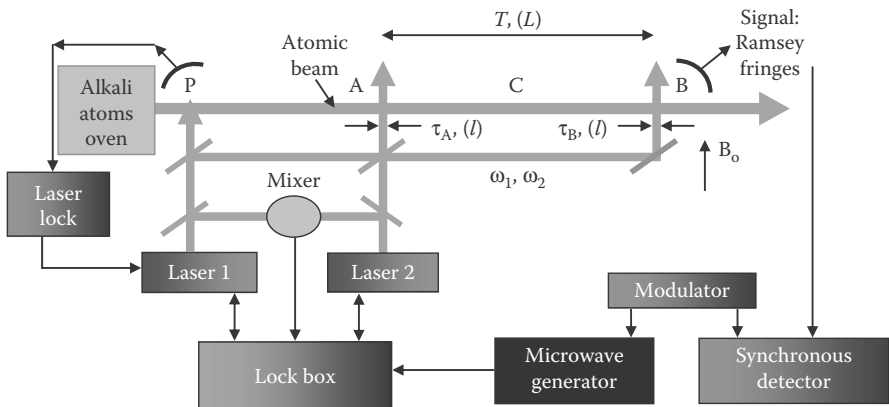 T, (L)
Signal:
Ramsey
fringes
Atomic
beam
P
A
C
B
Alkali
atoms
oven
τA, (l)
τB, (l)
Bo
ω1, ω2
Laser
lock
Mixer
Laser 1
Laser 2
Modulator
Lock box
Microwave
generator
Synchronous
detector